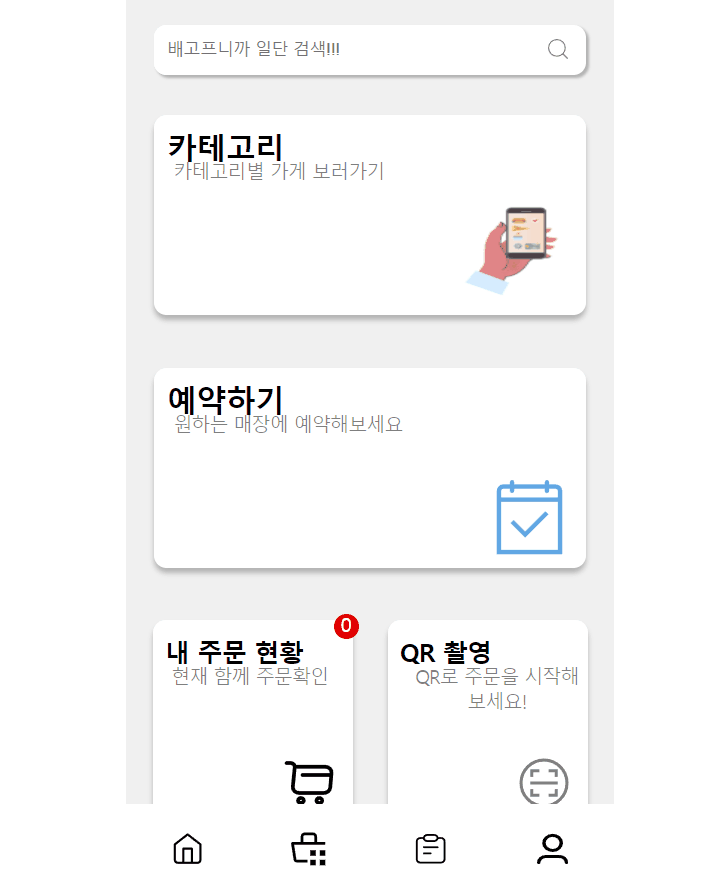 배고프니까 일단 검색!!!
카테고리
카테고리별 가게 보러가기
예약하기
원하는 매장에 예약해보세요
0
내 주문 현황
현재 함께 주문확인
QR 촬영
QR로 주문을 시작해
보세요!